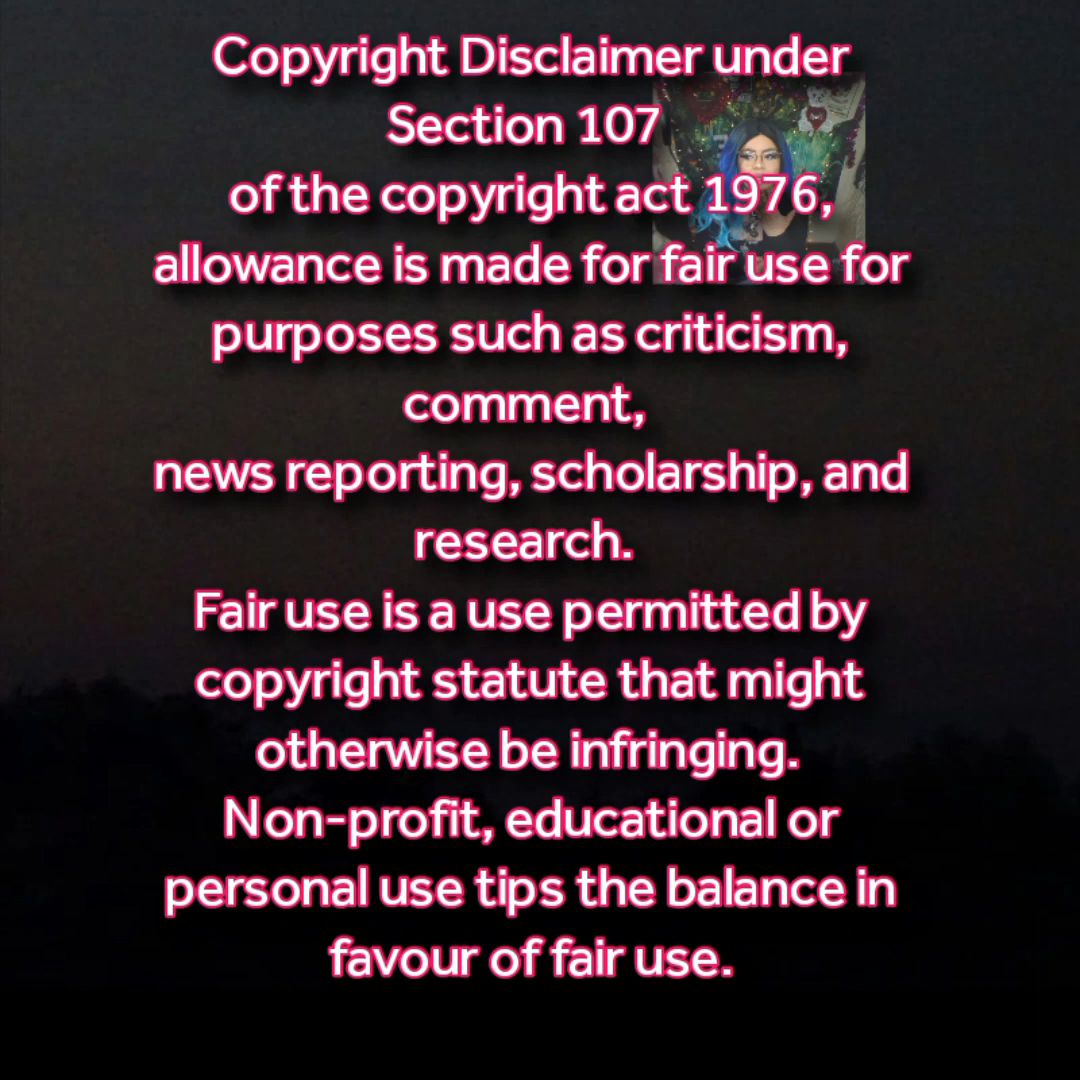 Copyright Disclaimer under
Section 107
of the copyright act 1976,
allowance is made for fair use for
purposes such as criticism,
comment,
news reporting, scholarship, and
research.
Fair use is a use permitted by
copyright statute that might
otherwise be infringing.
Non-profit, educational or
personal use tips the balance in
favour of fair use.